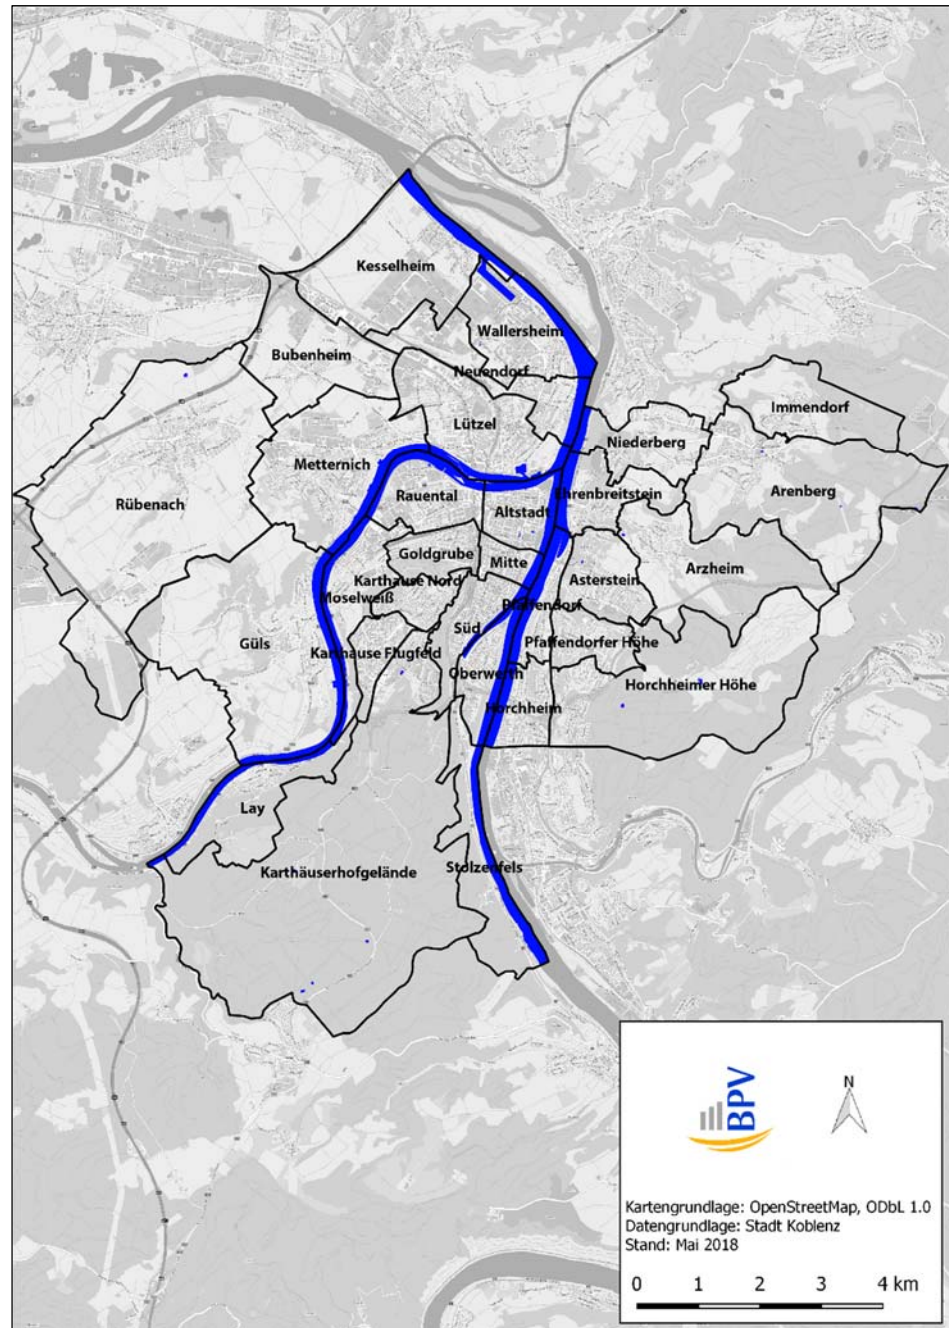 Kesselheim
Wallersheim
Bubenheim
Neuendorf
Immendorf
Lützel
Niederberg
Metternich
Arenberg
Rauental
Ehrenbreitstein
Rübenach
Altstadt
Goldgrube
Mitte
Arzheim
Karthause Nord
Asterstein
Moselweiß
Pfaffendorf
Süd
Güls
Pfaffendorfer Höhe
Karthause Flugfeld
Oberwerth
Horchheimer Höhe
Horchheim
Lay
Stolzenfels
Karthäuserhofgelände
BPV
N
Kartengrundlage: OpenStreetMap, ODbL 1.0
Datengrundlage: Stadt Koblenz
Stand: Mai 2018
0 1 2 3 4 km